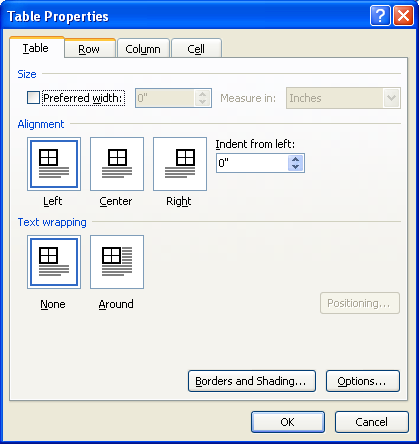 Table Properties
Table Row Column Cell
Size
Preferred width: 0" Measure in: Inches
Alignment
Indent from left:
0"
Left Center Right
Text wrapping
None Around
Positioning...
Borders and Shading... Options...
OK Cancel